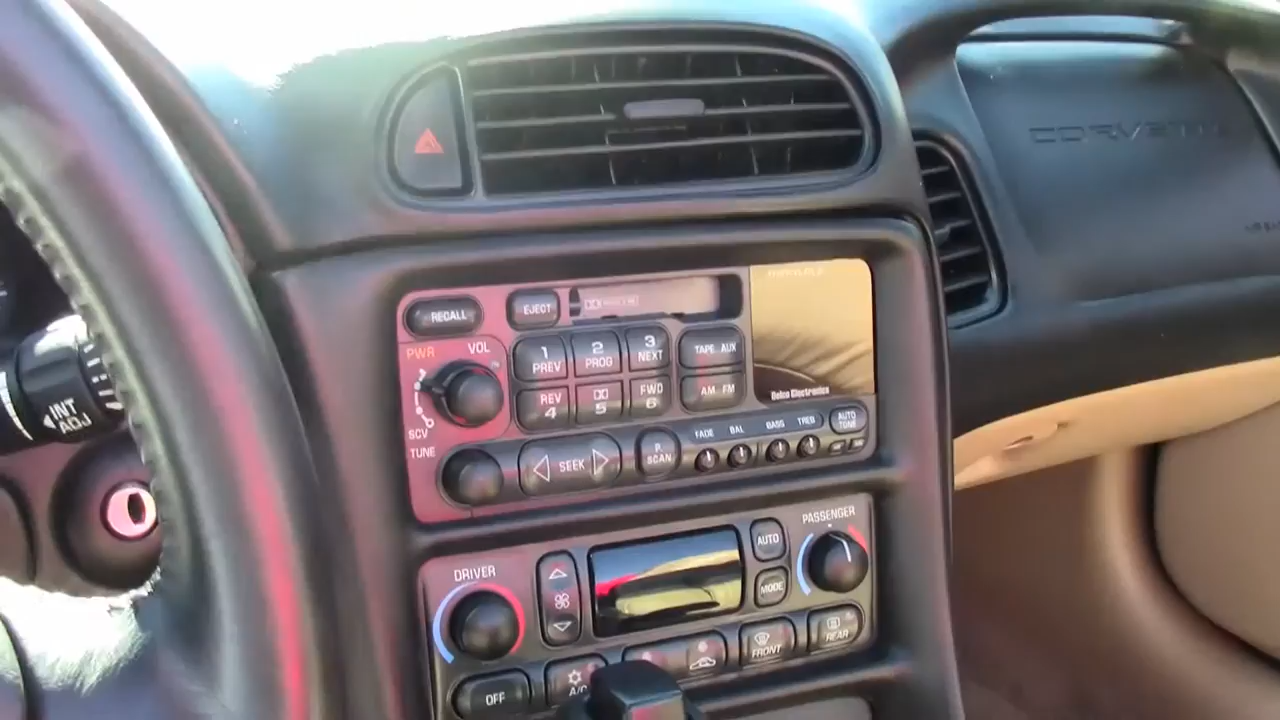 CORVETTE
RECALL
EJECT
PWR
VOL
1
PREV
2
PROG
3
NEXT
TAPE AUX
REV
4
5
FWD
6
AM FM
Delco Electronics
SCV
TUNE
SEEK
P.
SCAN
FADE
BAL
BASS
TREB
AUTO
TONE
INT
ADJ
DRIVER
AUTO
MODE
PASSENGER
OFF
A/C
FRONT
REAR